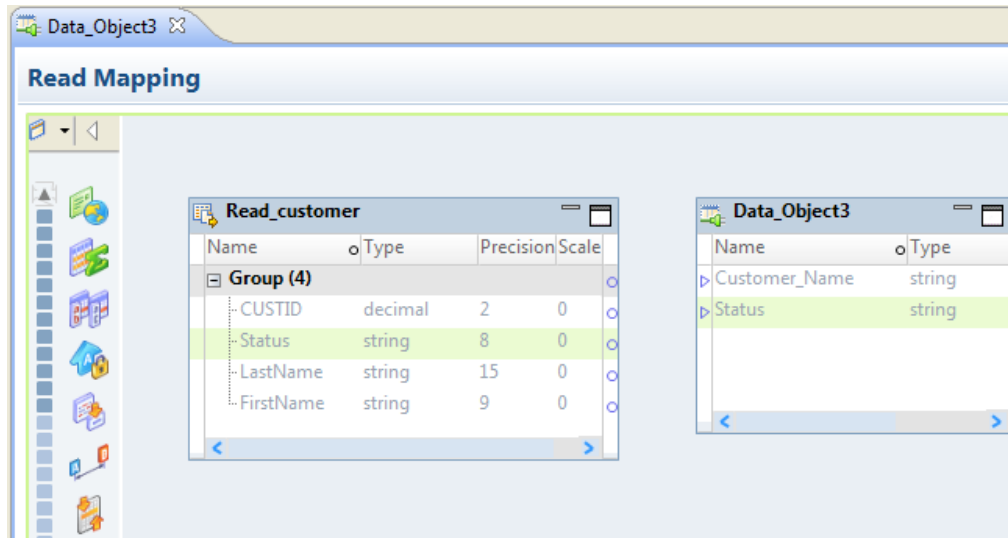 Data_Object3
Read Mapping
Read_customer
Name Type Precision Scale
Group (4)
CUSTID decimal 2 0
Status string 8 0
LastName string 15 0
FirstName string 9 0
Data_Object3
Name Type
Customer_Name string
Status string